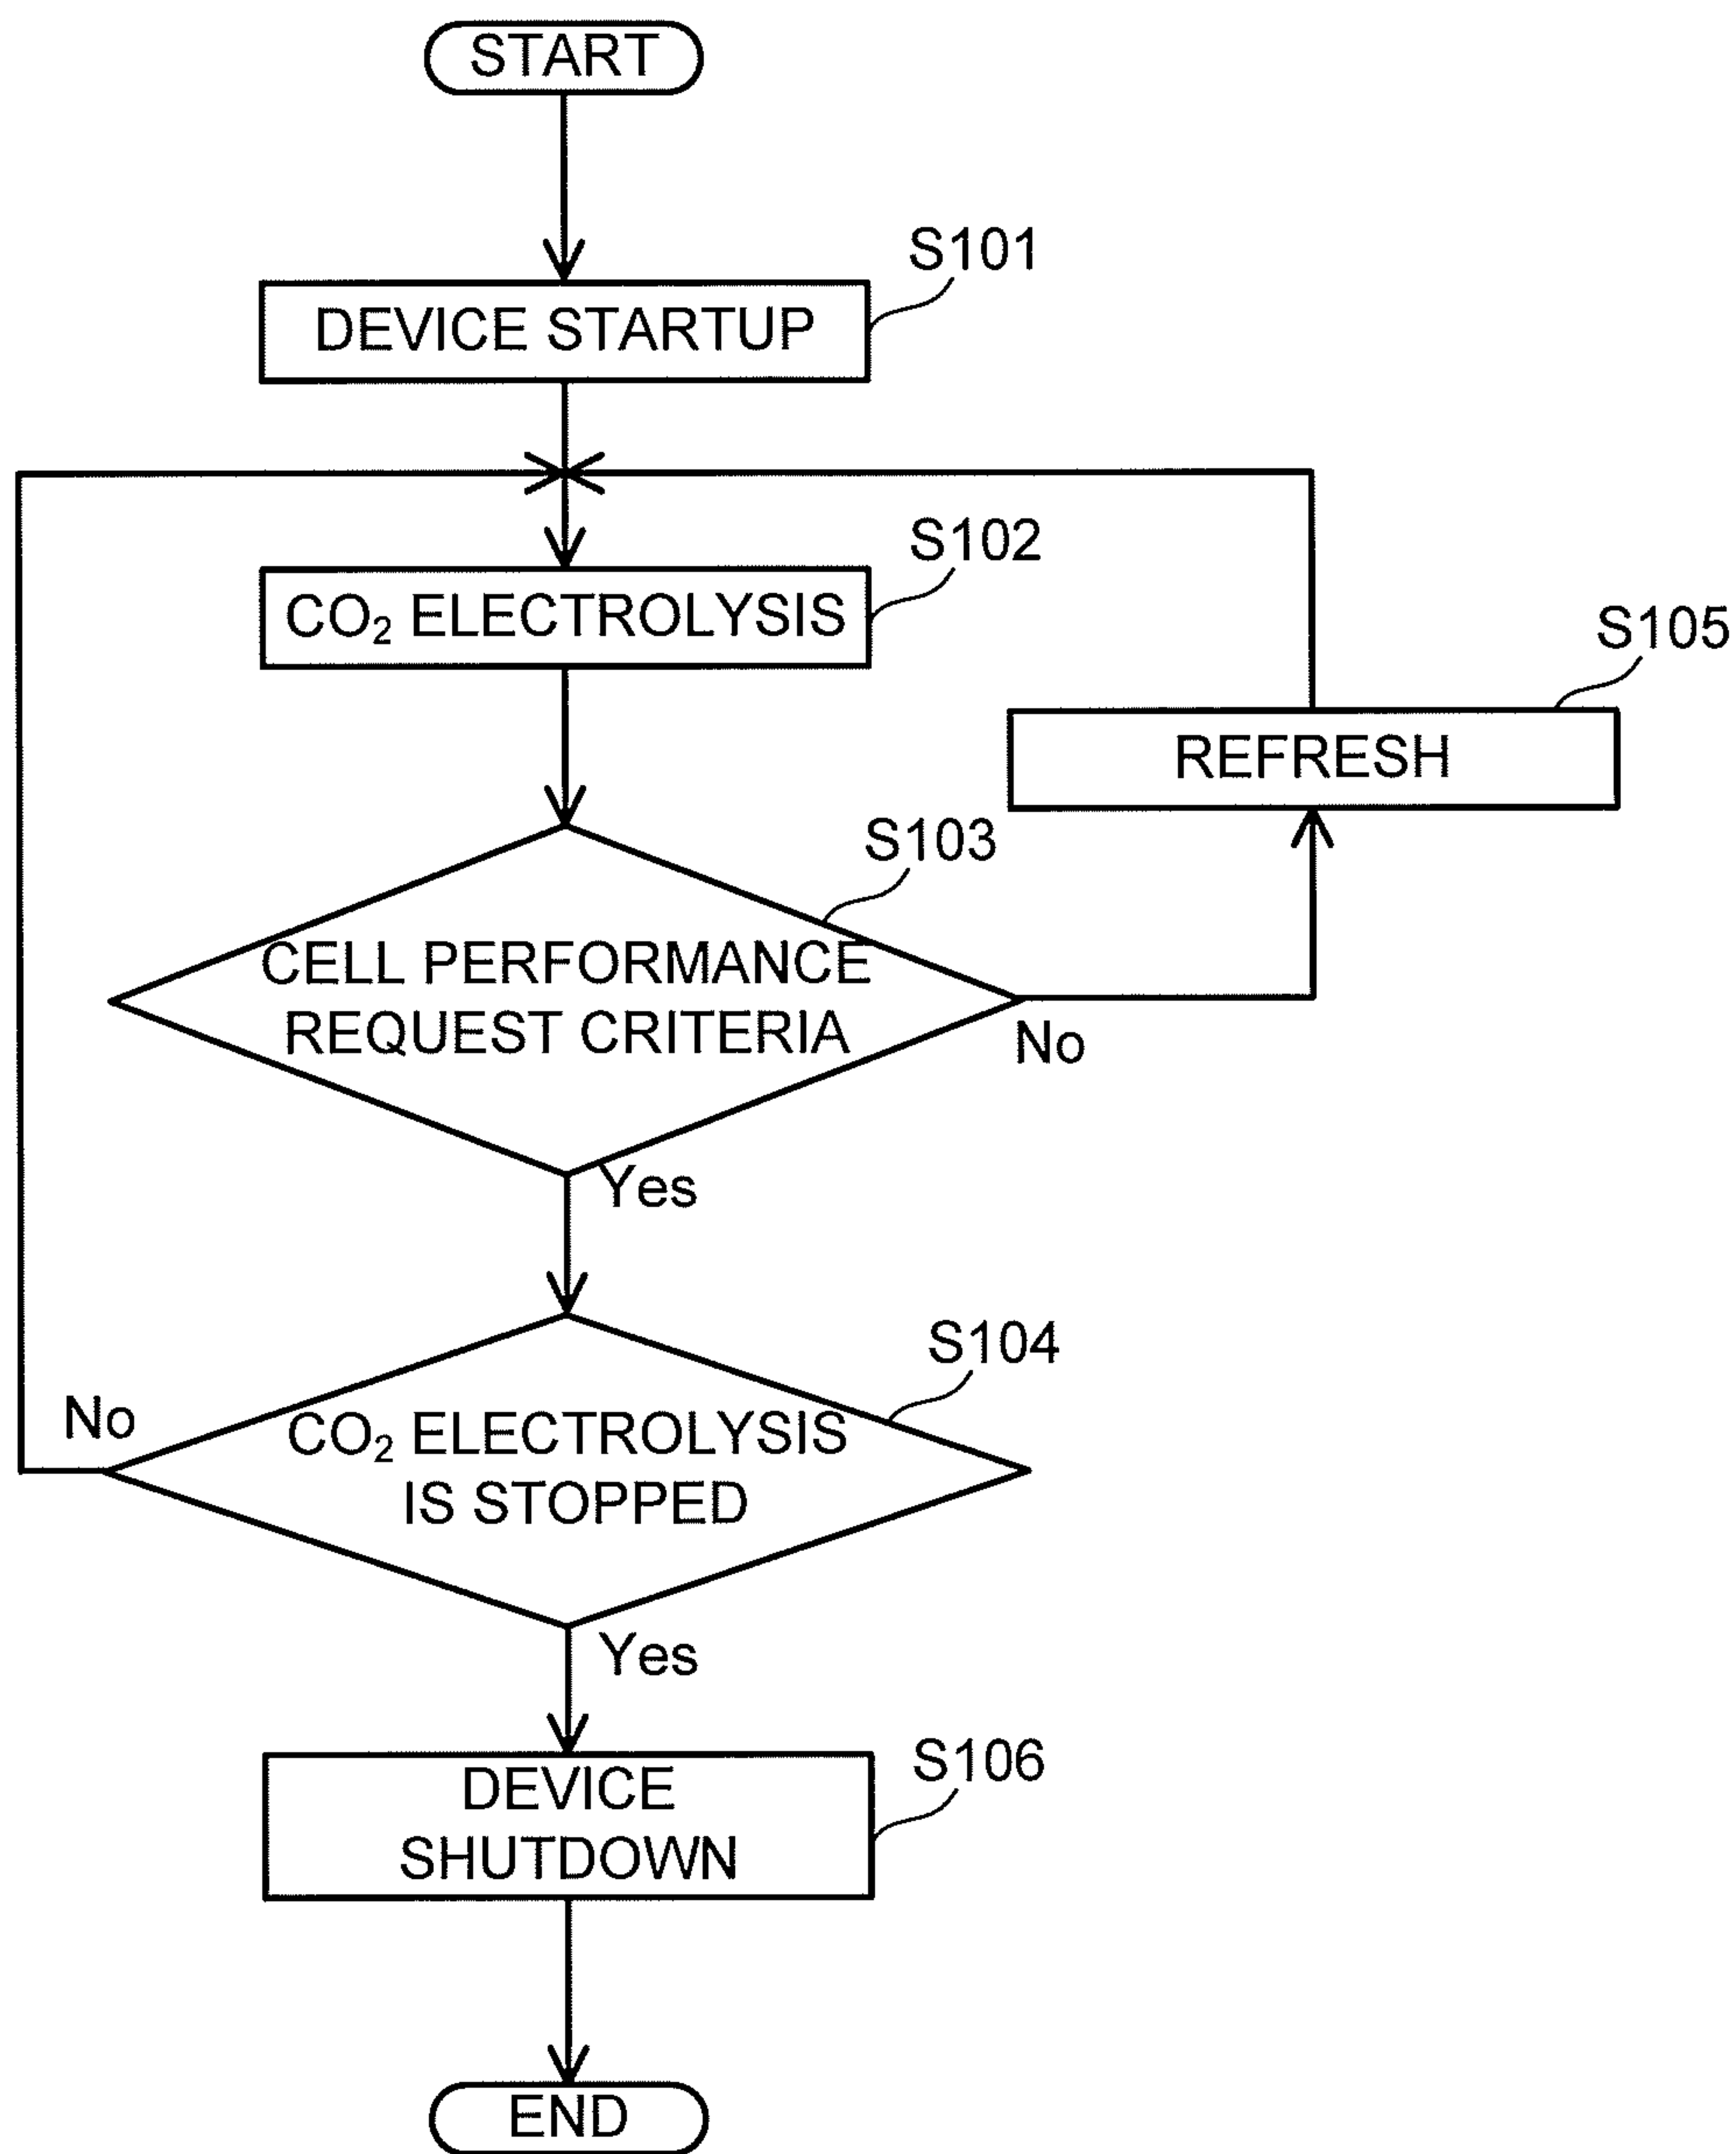 START
S101
DEVICE STARTUP
S102
CO₂ ELECTROLYSIS
S105
REFRESH
S103
CELL PERFORMANCE
REQUEST CRITERIA
No
Yes
S104
No
CO₂ ELECTROLYSIS
IS STOPPED
Yes
S106
DEVICE
SHUTDOWN
END